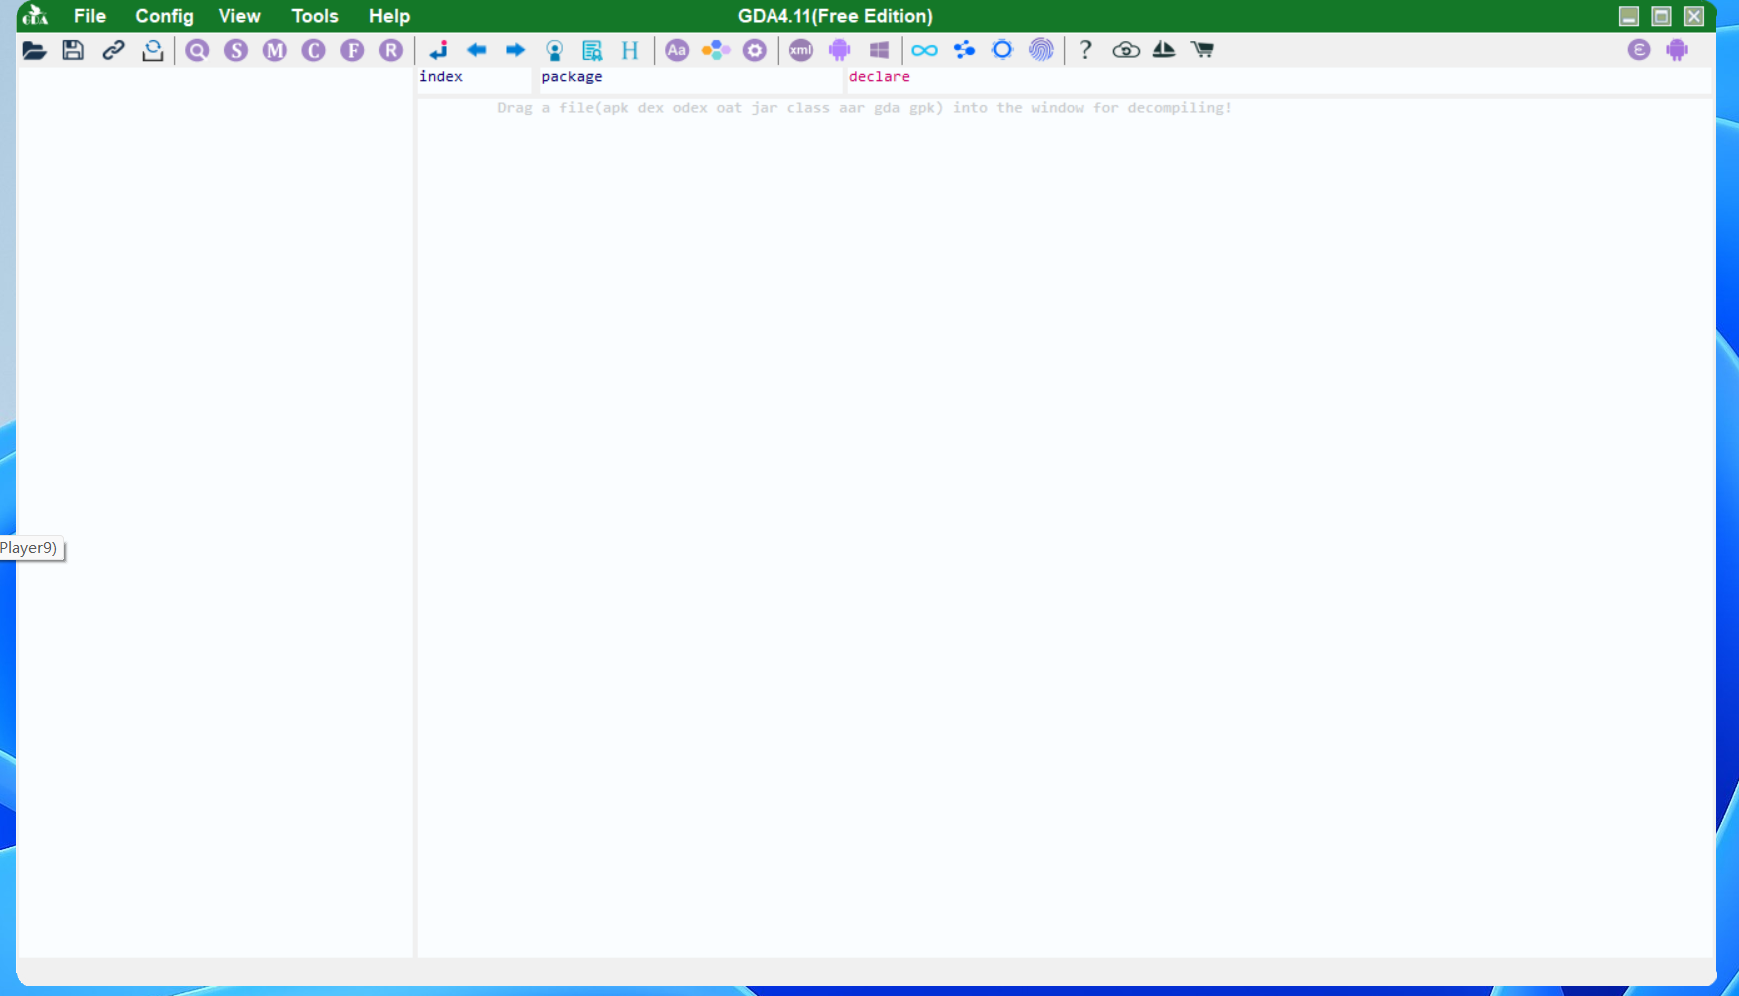 GDA File Config View Tools Help GDA4.11(Free Edition)
Q S M C F R H Aa xml ? ε
index package declare
Drag a file(apk dex odex oat jar class aar gda gpk) into the window for decompiling!
Player9)